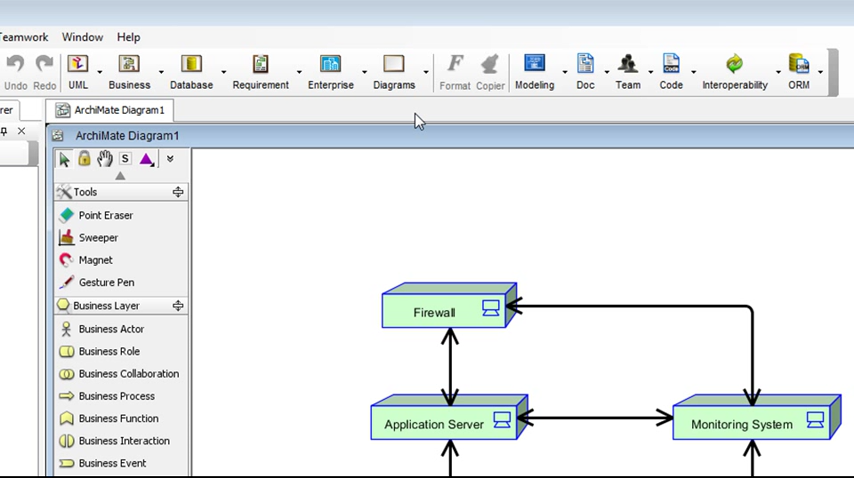 Window Help
Undo Redo UML Business Database Requirement Enterprise Diagrams Format Copier Modeling Doc Team Code Interoperability ORM
ArchiMate Diagram1
ArchiMate Diagram1
S
Tools
Point Eraser
Sweeper
Magnet
Gesture Pen
Business Layer
Business Actor
Business Role
Business Collaboration
Business Process
Business Function
Business Interaction
Business Event
Firewall
Application Server
Monitoring System